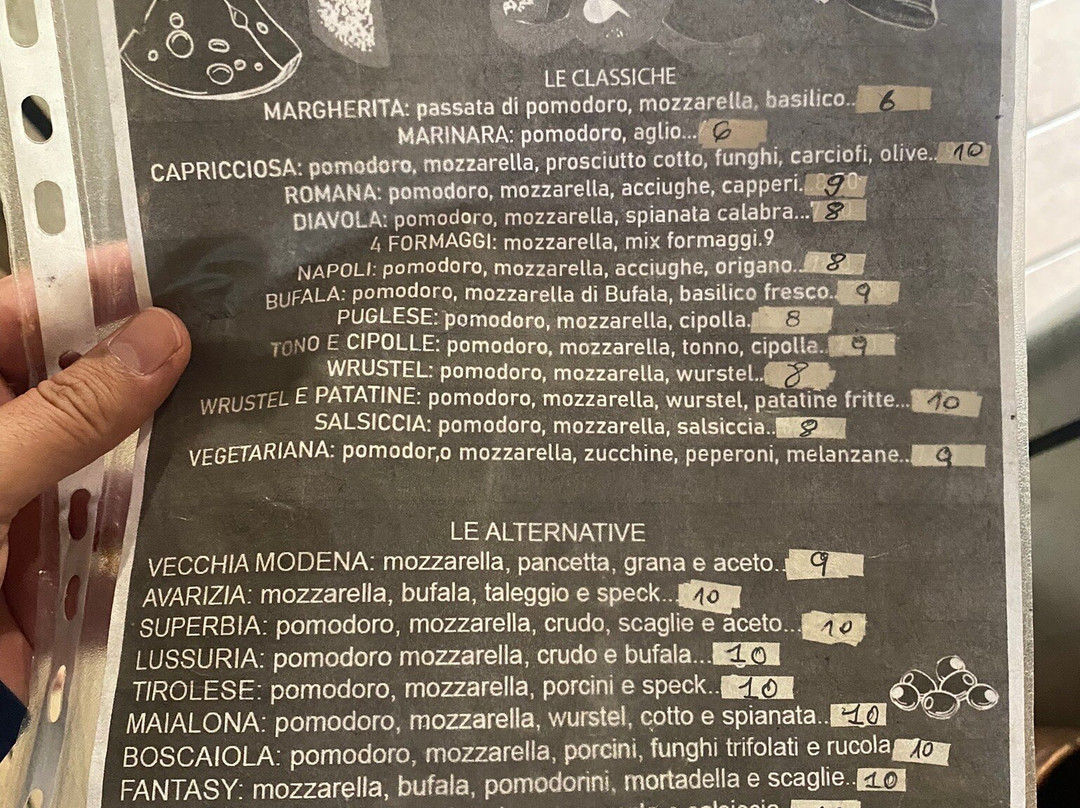 LE CLASSICHE
MARGHERITA: passata di pomodoro, mozzarella, basilico.. 6
MARINARA: pomodoro, aglio... 6
CAPRICCIOSA: pomodoro, mozzarella, prosciutto cotto, funghi, carciofi, olive.. 10
ROMANA: pomodoro, mozzarella, acciughe, capperi. 9
DIAVOLA: pomodoro, mozzarella, spianata calabra... 8
4 FORMAGGI: mozzarella, mix formaggi.9
NAPOLI: pomodoro, mozzarella, acciughe, origano.. 8
BUFALA: pomodoro, mozzarella di Bufala, basilico fresco.. 9
PUGLESE: pomodoro, mozzarella, cipolla. 8
TONO E CIPOLLE: pomodoro, mozzarella, tonno, cipolla.. 9
WRUSTEL: pomodoro, mozzarella, wurstel.. 8
WRUSTEL E PATATINE: pomodoro, mozzarella, wurstel, patatine fritte... 10
SALSICCIA: pomodoro, mozzarella, salsiccia.. 8
VEGETARIANA: pomodor,o mozzarella, zucchine, peperoni, melanzane.. 9
LE ALTERNATIVE
VECCHIA MODENA: mozzarella, pancetta, grana e aceto.. 9
AVARIZIA: mozzarella, bufala, taleggio e speck... 10
SUPERBIA: pomodoro, mozzarella, crudo, scaglie e aceto... 10
LUSSURIA: pomodoro mozzarella, crudo e bufala... 10
TIROLESE: pomodoro, mozzarella, porcini e speck.. 10
MAIALONA: pomodoro, mozzarella, wurstel, cotto e spianata.. 10
BOSCAIOLA: pomodoro, mozzarella, porcini, funghi trifolati e rucola 10
FANTASY: mozzarella, bufala, pomodorini, mortadella e scaglie.. 10
e salsiccia